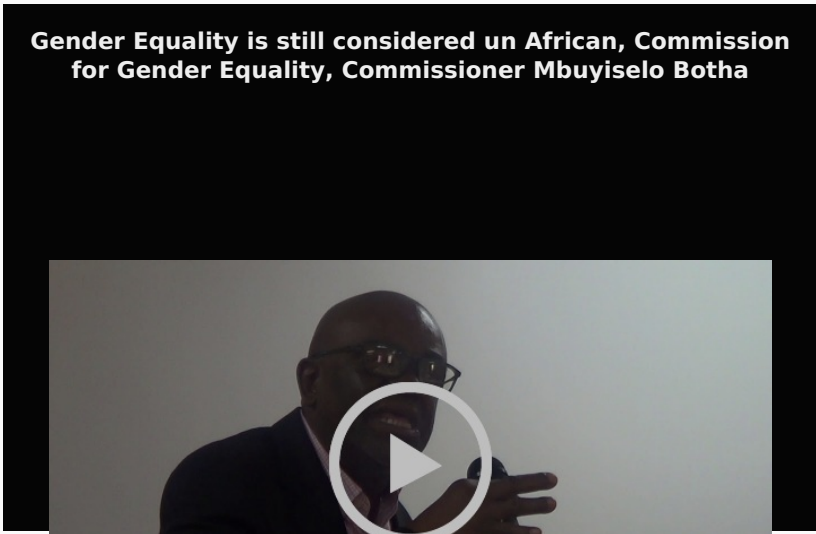 Gender Equality is still considered un African, Commission
for Gender Equality, Commissioner Mbuyiselo Botha